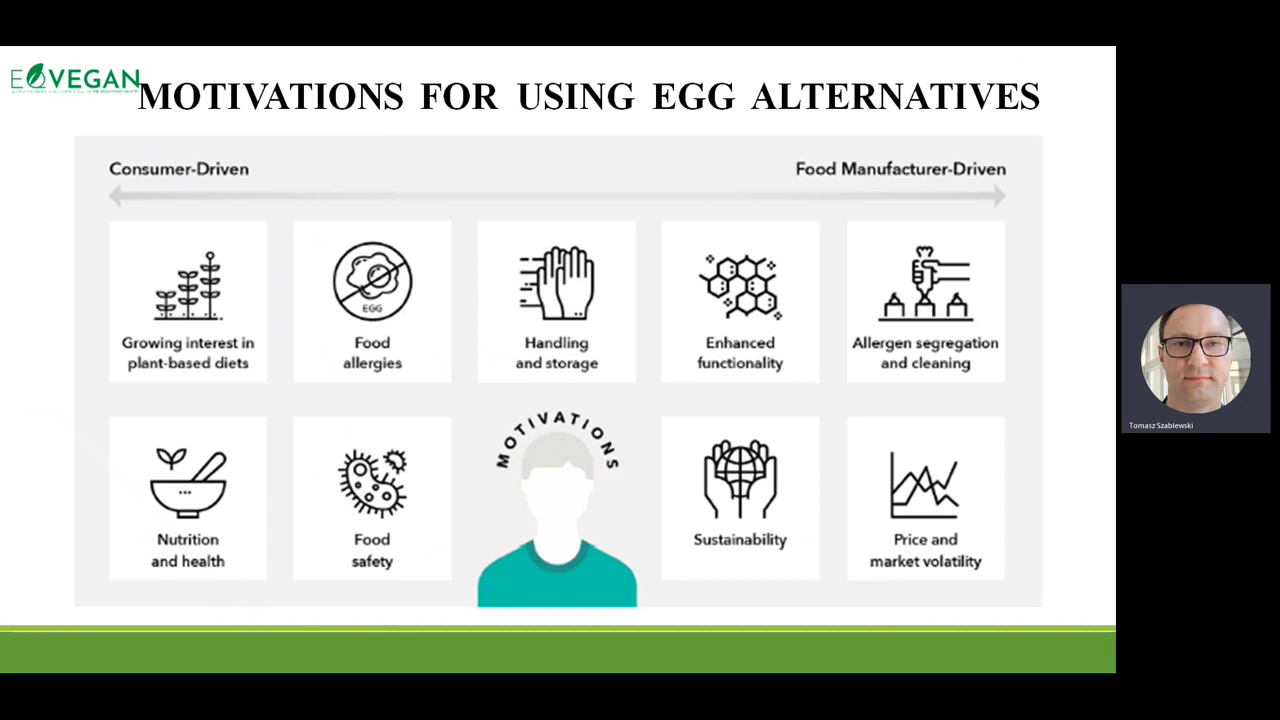 EQVEGAN
MOTIVATIONS FOR USING EGG ALTERNATIVES
Consumer-Driven
Food Manufacturer-Driven
Growing interest in
plant-based diets
EGG
Food
allergies
Handling
and storage
Enhanced
functionality
Allergen segregation
and cleaning
Nutrition
and health
Food
safety
MOTIVATIONS
Sustainability
Price and
market volatility
Tomasz Szablewski